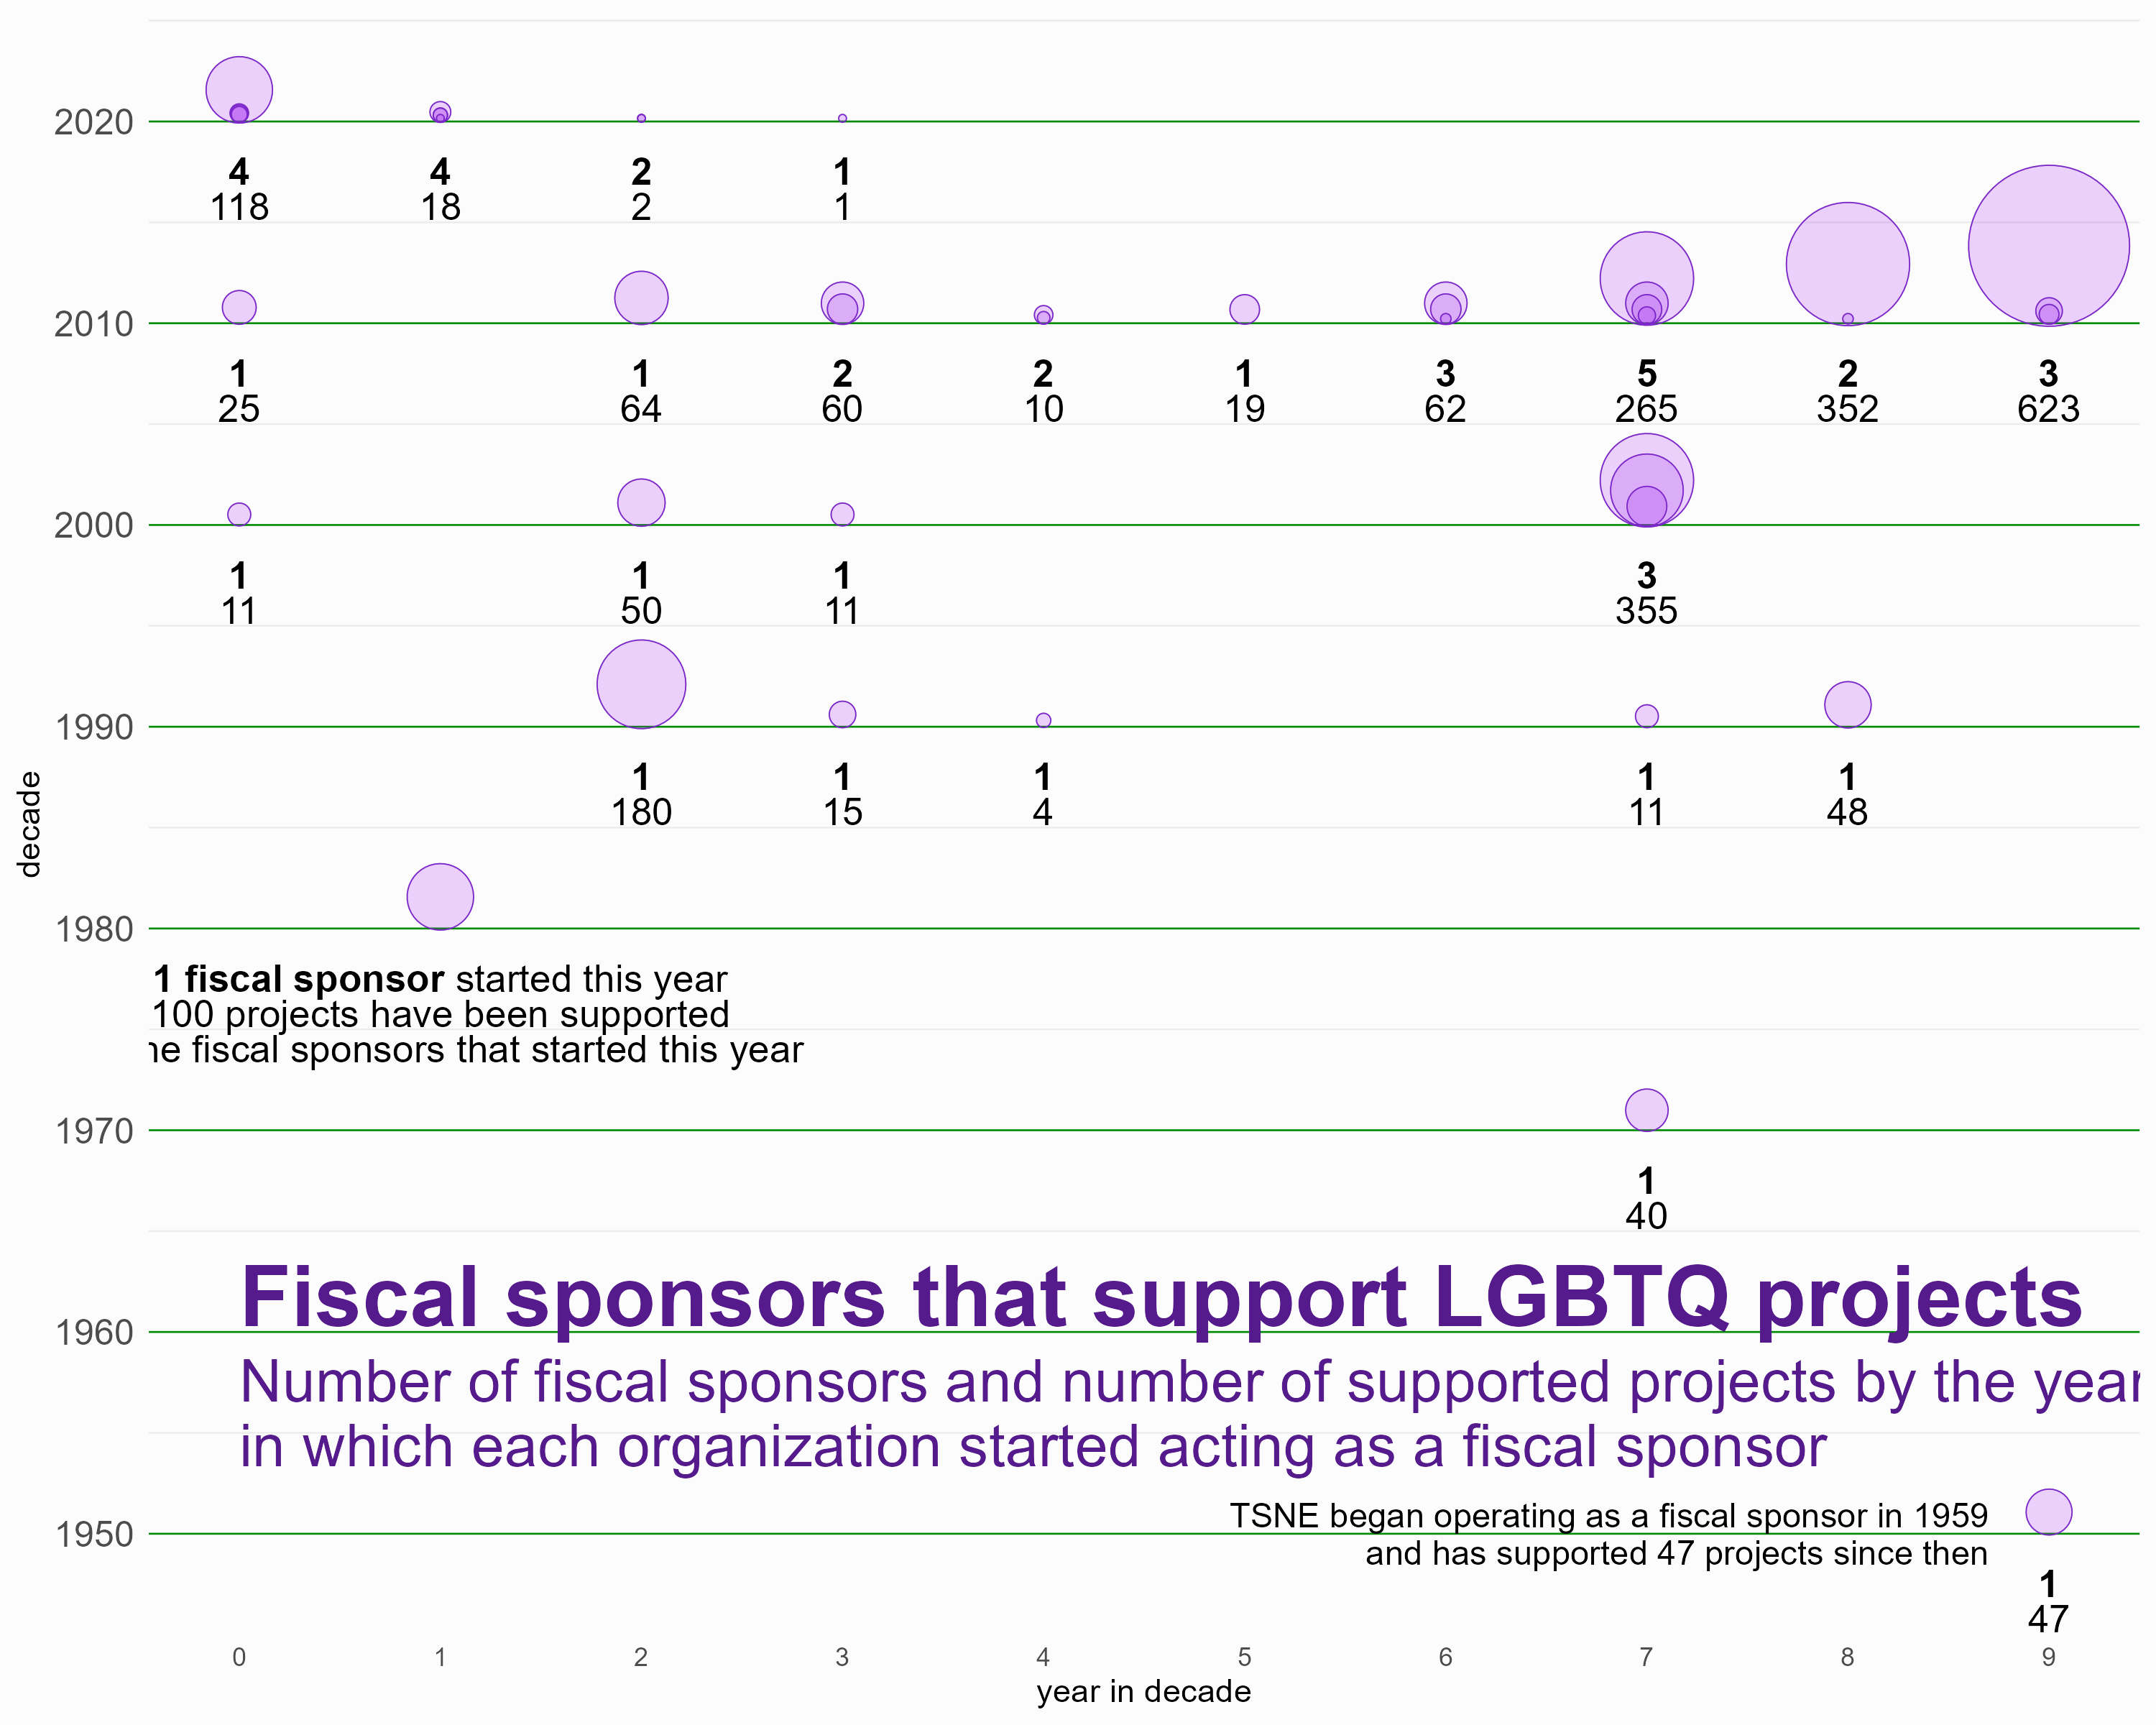 2020
4 4 2 1
118 18 2 1
2010
1 1 2 2 1 3 5 2 3
25 64 60 10 19 62 265 352 623
2000
1 1 1 3
11 50 11 355
1990
1 1 1 1 1
180 15 4 11 48
decade
1980
1 fiscal sponsor started this year
100 projects have been supported
fiscal sponsors that started this year
1970
1
40
Fiscal sponsors that support LGBTQ projects
1960
Number of fiscal sponsors and number of supported projects by the year
in which each organization started acting as a fiscal sponsor
TSNE began operating as a fiscal sponsor in 1959
1950
and has supported 47 projects since then
1
47
0 1 2 3 4 5 6 7 8 9
year in decade